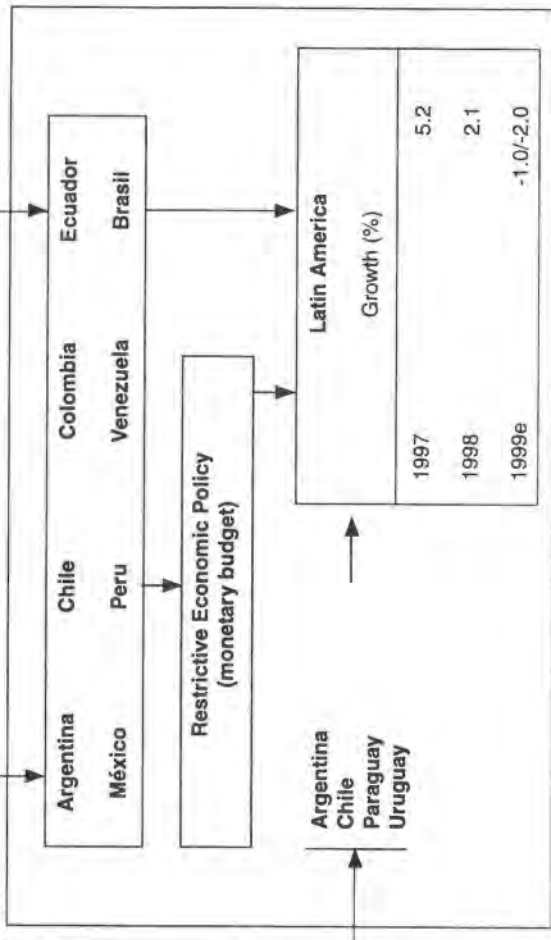 Argentina Chile Colombia Ecuador
México Peru Venezuela Brasil
Restrictive Economic Policy
(monetary budget)
Argentina
Chile
Paraguay
Uruguay
Latin America
Growth (%)
1997 5.2
1998 2.1
1999e -1.0/-2.0